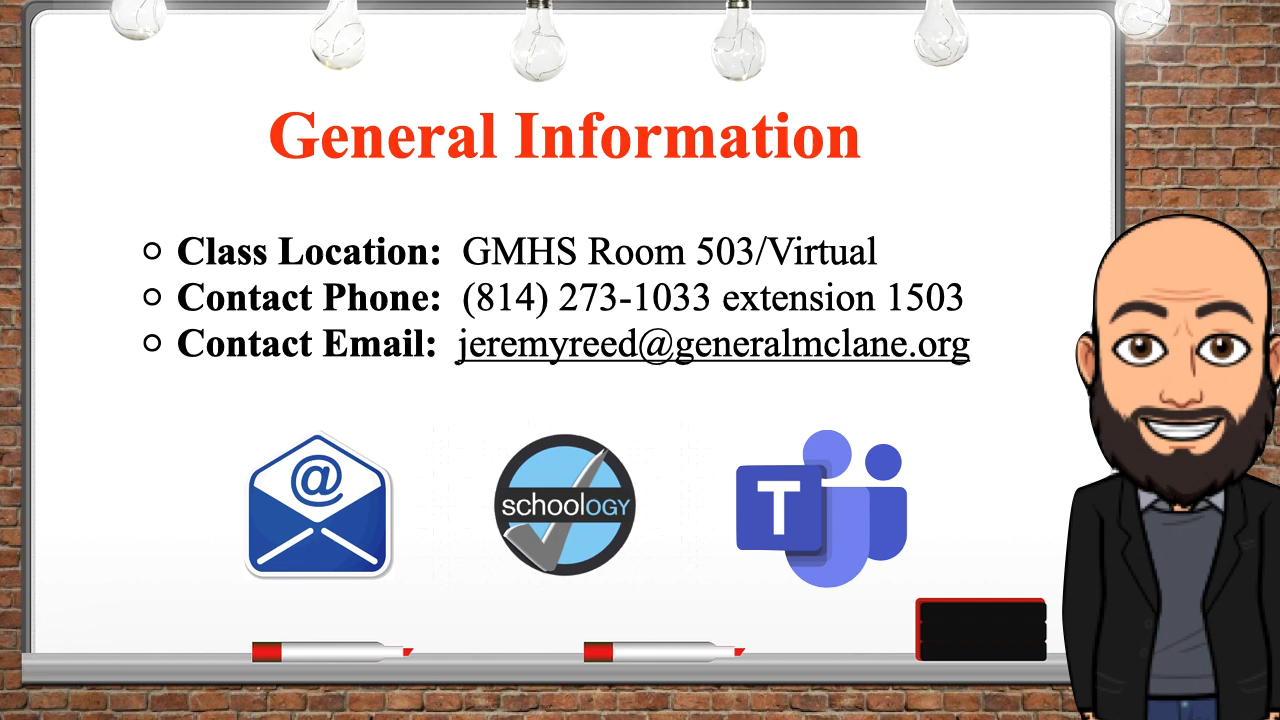 General Information
Class Location: GMHS Room 503/Virtual
Contact Phone: (814) 273-1033 extension 1503
Contact Email: jeremyreed@generalmclane.org
@
schoology
T